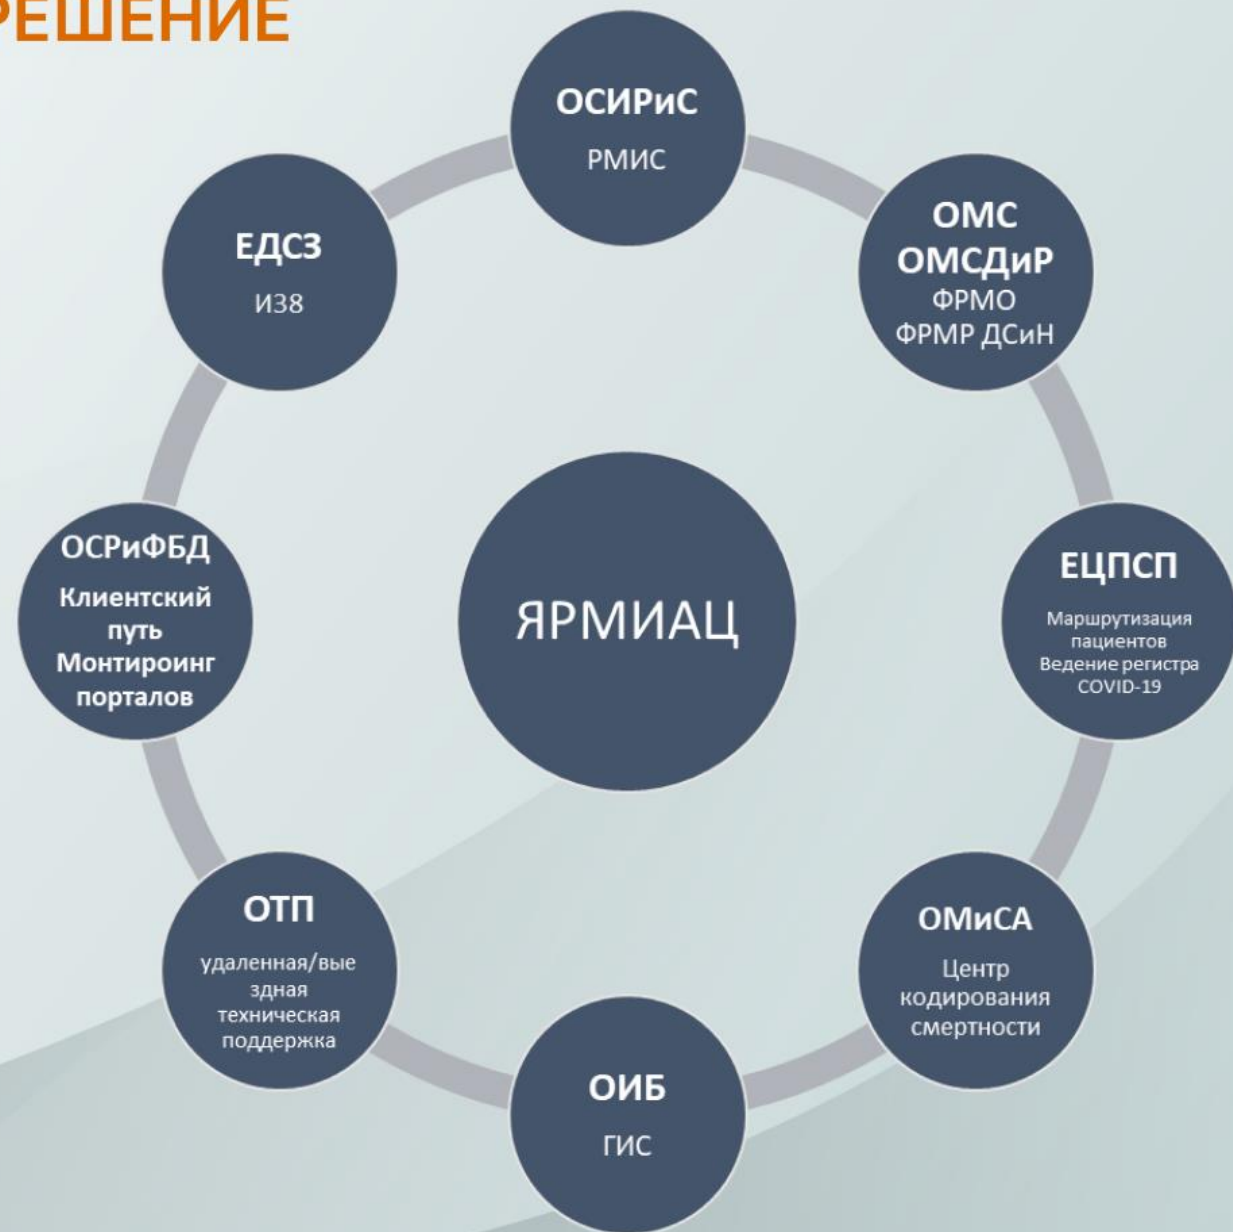 РЕШЕНИЕ
ОСИРиС
РМИС
ОМС
ОМСДиР
ФРМО
ФРМР ДСиН
ЕЦПСП
Маршрутизация
пациентов
Ведение регистра
COVID-19
ОМиСА
Центр
кодирования
смертности
ОИБ
ГИС
ОТП
удаленная/вые
здная
техническая
поддержка
ОСРиФБД
Клиентский
путь
Монтироинг
порталов
ЕДСЗ
ИЗ8
ЯРМИАЦ